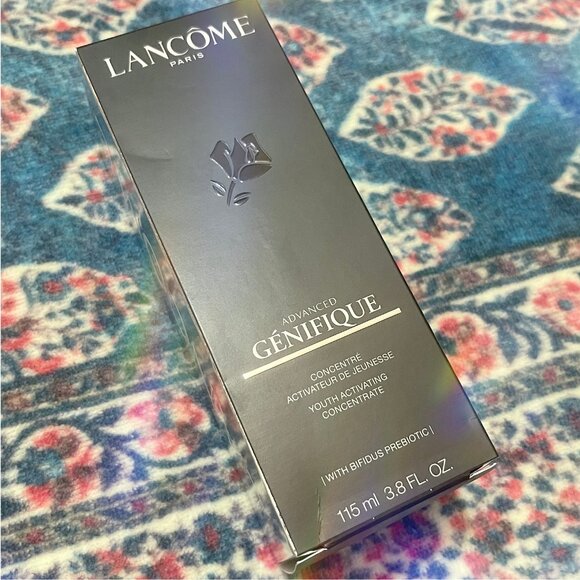 LANCÔME
PARIS
ADVANCED
GÉNIFIQUE
CONCENTRÉ
ACTIVATEUR DE JEUNESSE
YOUTH ACTIVATING
CONCENTRATE
| WITH BIFIDUS PREBIOTIC |
115 ml 3.8 FL. OZ.